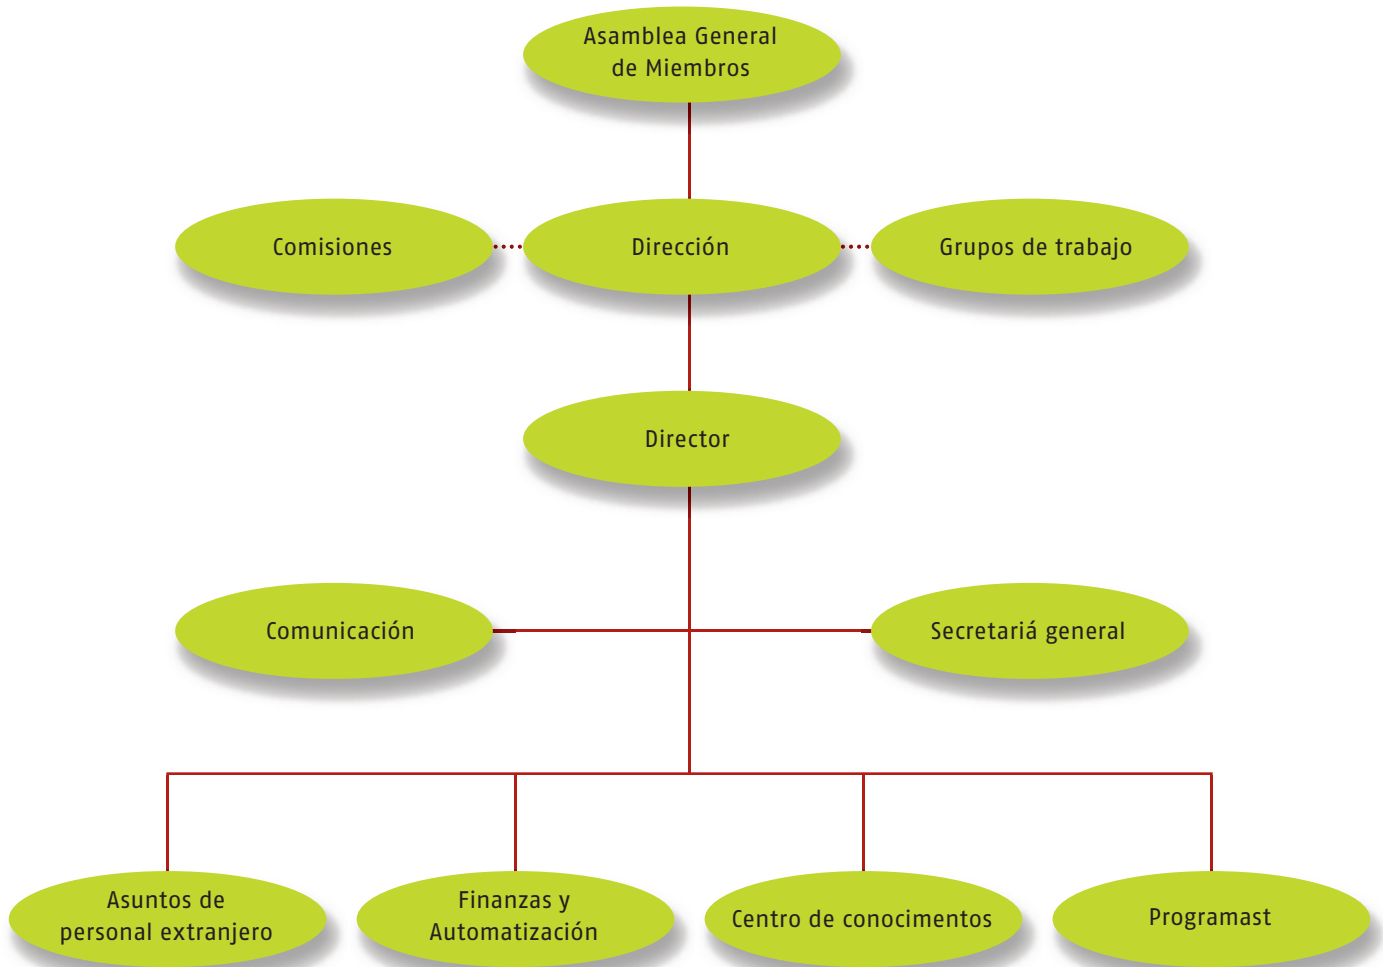 Asamblea General
de Miembros
Comisiones
Dirección
Grupos de trabajo
Director
Comunicación
Secretariá general
Asuntos de
personal extranjero
Finanzas y
Automatización
Centro de conocimentos
Programast